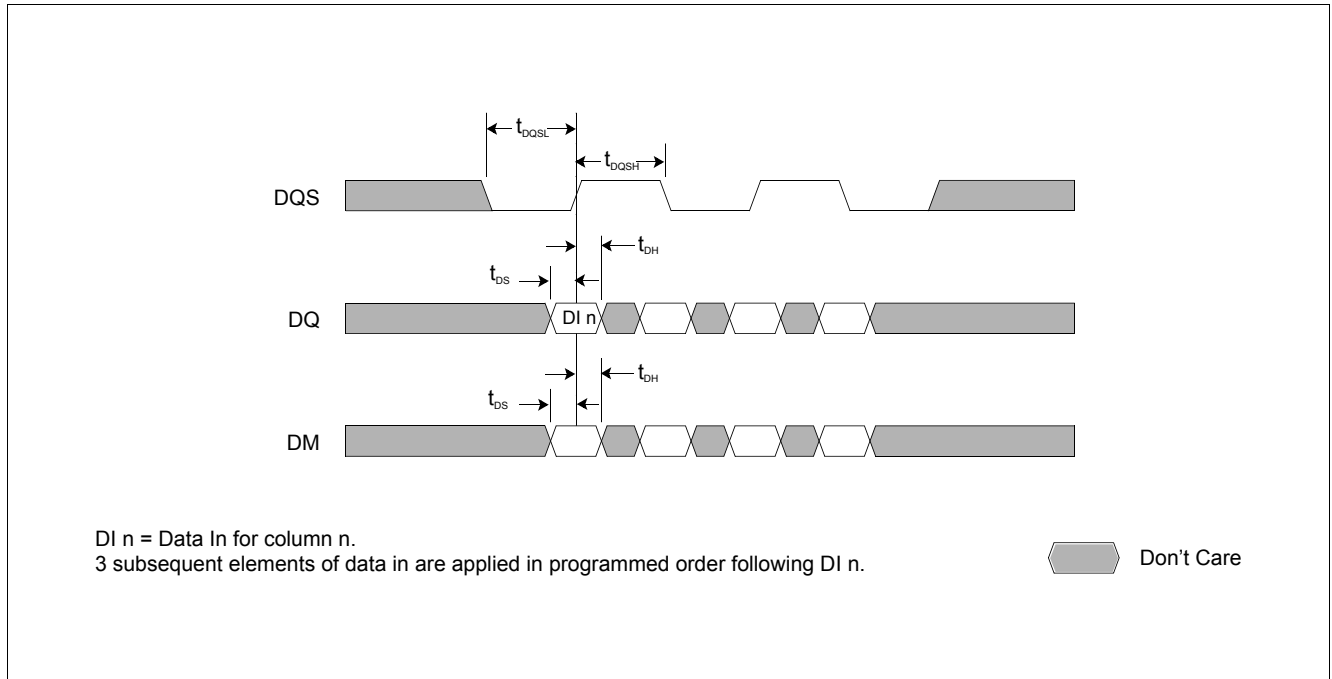 tDQSL
tDQSH
DQS
tDH
tDS
DQ
DI n
tDH
tDS
DM
DI n = Data In for column n.
3 subsequent elements of data in are applied in programmed order following DI n.
Don't Care